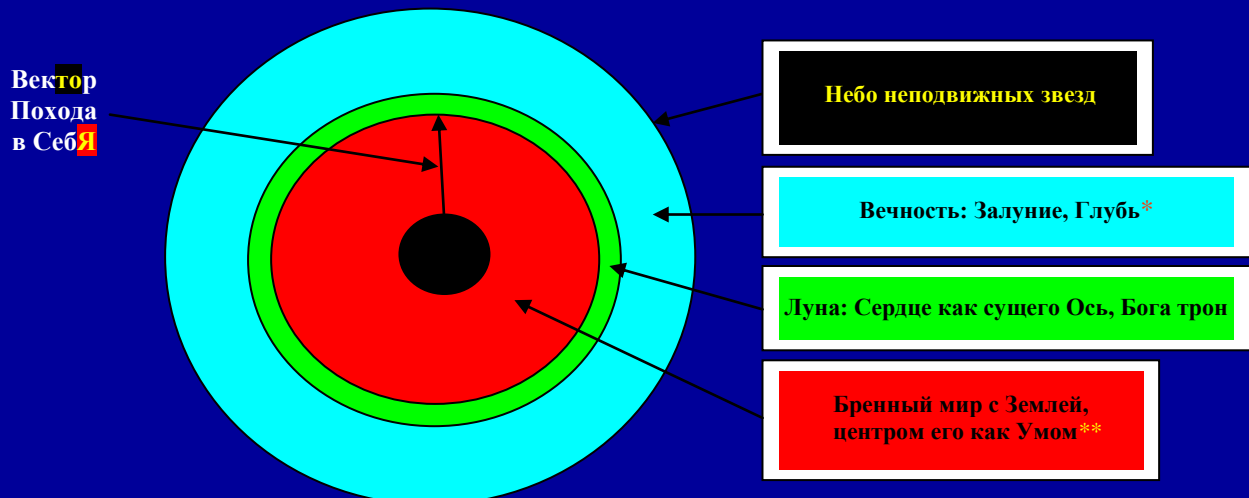 Вектор
Похода
в СебЯ
Небо неподвижных звезд
Вечность: Залуние, Глубь*
Луна: Сердце как сущего Ось, Бога трон
Бренный мир с Землей,
центром его как Умом**